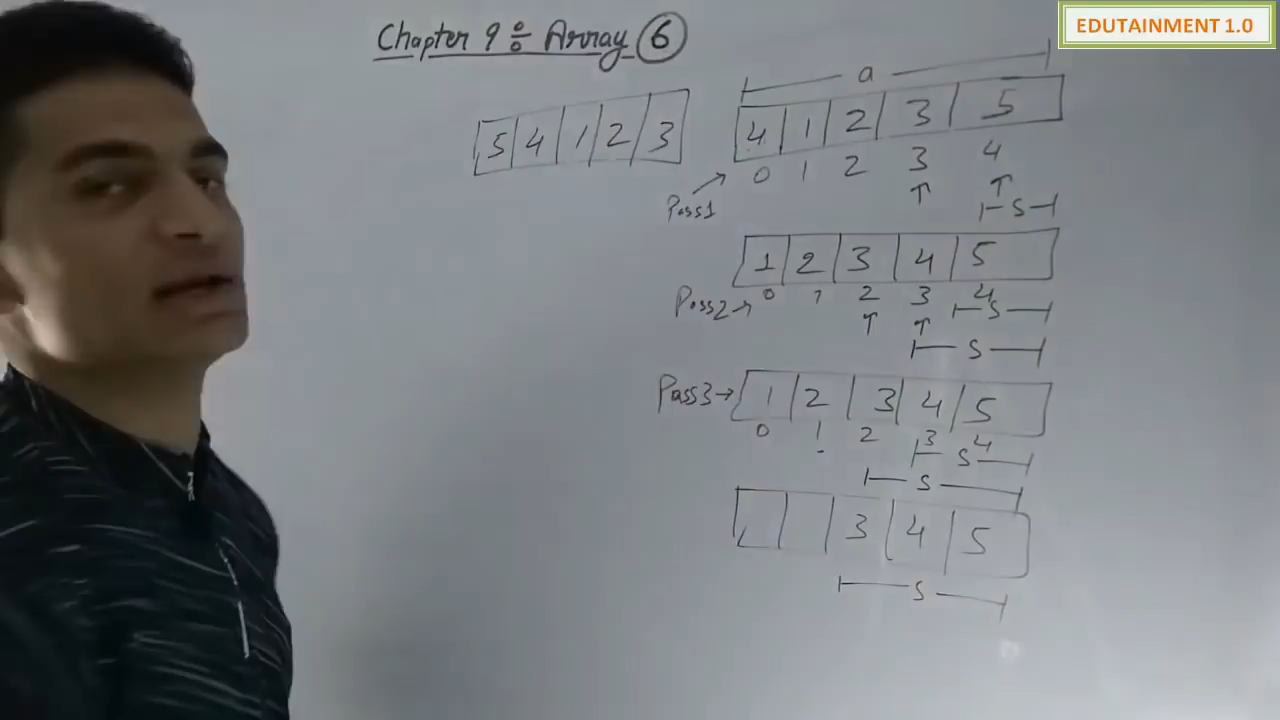 EDUTAINMENT 1.0
Chapter 9 : Array 6
a
5 4 1 2 3
4 1 2 3 5
0 1 2 3 4
↑ ↑
Pass1 →
S
1 2 3 4 5
Pass2 → 0 1 2 3 4
S
↑ ↑
S
Pass3 → 1 2 3 4 5
0 1 2 3 4
S
S
3 4 5
S